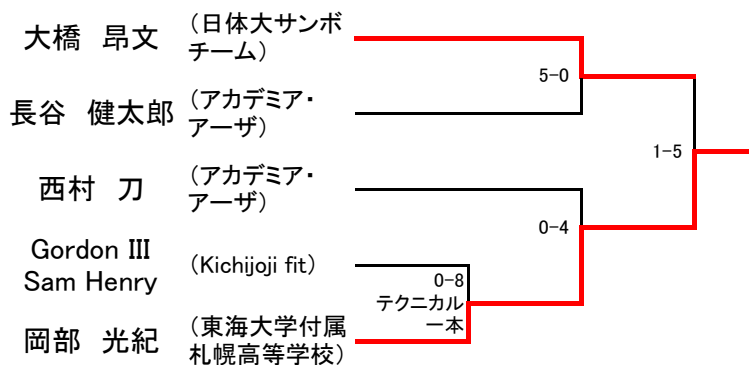 大橋　昂文
（日体大サンボ
チーム）
5-0
長谷　健太郎
（アカデミア・
アーザ）
1-5
西村　刀
（アカデミア・
アーザ）
0-4
Gordon III
Sam Henry
（Kichijoji fit）
0-8
テクニカル
一本
岡部　光紀
（東海大学付属
札幌高等学校）